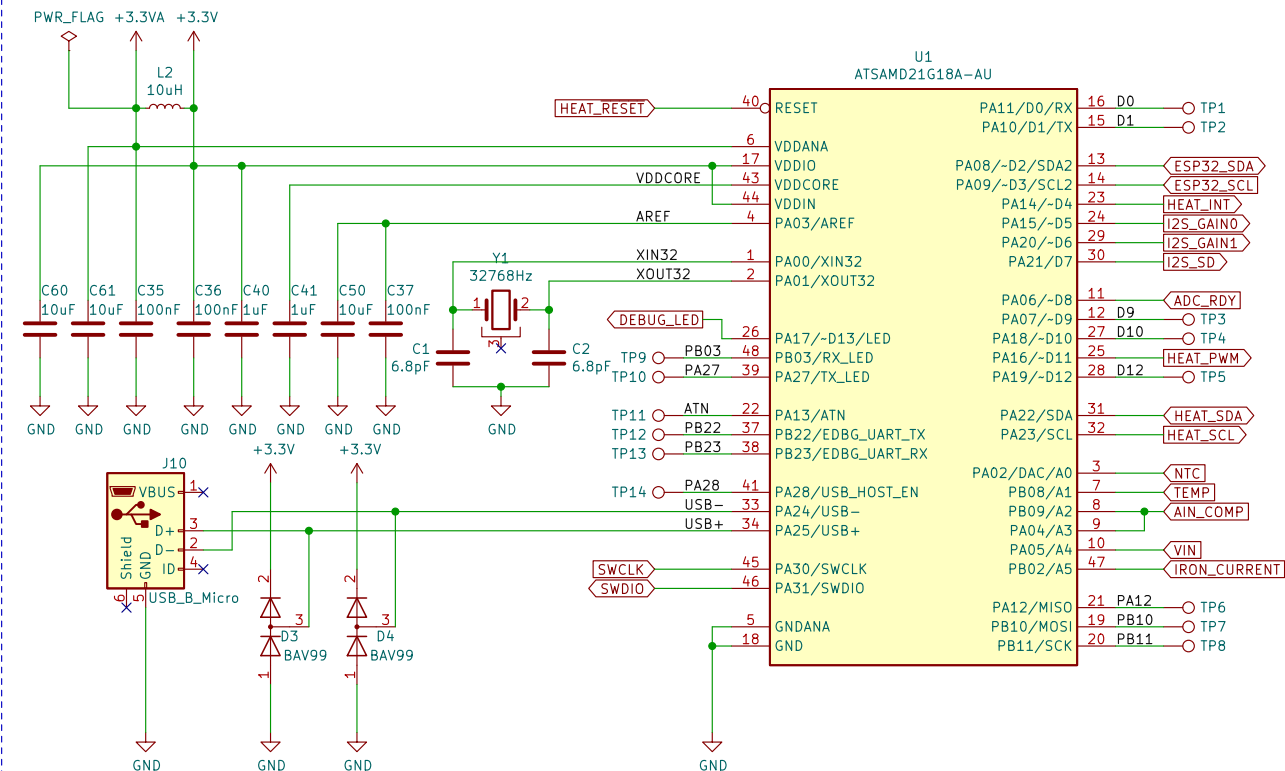 PWR_FLAG +3.3VA +3.3V
L2
10uH
U1
ATSAMD21G18A-AU
HEAT_RESET 40 RESET
6 VDDANA
17 VDDIO
VDDCORE 43 VDDCORE
44 VDDIN
AREF 4 PA03/AREF
XIN32 1 PA00/XIN32
XOUT32 2 PA01/XOUT32
DEBUG_LED 26 PA17/~D13/LED
TP9 PB03 48 PB03/RX_LED
TP10 PA27 39 PA27/TX_LED
TP11 ATN 22 PA13/ATN
TP12 PB22 37 PB22/EDBG_UART_TX
TP13 PB23 38 PB23/EDBG_UART_RX
TP14 PA28 41 PA28/USB_HOST_EN
USB- 33 PA24/USB-
USB+ 34 PA25/USB+
SWCLK 45 PA30/SWCLK
SWDIO 46 PA31/SWDIO
5 GNDANA
18 GND
GND
PA11/D0/RX 16 D0 TP1
PA10/D1/TX 15 D1 TP2
PA08/~D2/SDA2 13 ESP32_SDA
PA09/~D3/SCL2 14 ESP32_SCL
PA14/~D4 23 HEAT_INT
PA15/~D5 24 I2S_GAIN0
PA20/~D6 29 I2S_GAIN1
PA21/D7 30 I2S_SD
PA06/~D8 11 ADC_RDY
PA07/~D9 12 D9 TP3
PA18/~D10 27 D10 TP4
PA16/~D11 25 HEAT_PWM
PA19/~D12 28 D12 TP5
PA22/SDA 31 HEAT_SDA
PA23/SCL 32 HEAT_SCL
PA02/DAC/A0 3 NTC
PB08/A1 7 TEMP
PB09/A2 8 AIN_COMP
PA04/A3 9
PA05/A4 10 VIN
PB02/A5 47 IRON_CURRENT
PA12/MISO 21 PA12 TP6
PB10/MOSI 19 PB10 TP7
PB11/SCK 20 PB11 TP8
C60 C61 C35 C36 C40 C41 C50 C37
10uF 10uF 100nF 100nF 1uF 1uF 10uF 100nF
GND GND GND GND GND GND GND GND
Y1
32768Hz
1 2
3
C1
6.8pF
C2
6.8pF
GND
J10
VBUS 1
D+ 3
D- 2
ID 4
Shield
GND
6 5
USB_B_Micro
GND
+3.3V
2
3
D3
BAV99
1
GND
+3.3V
2
3
D4
BAV99
1
GND